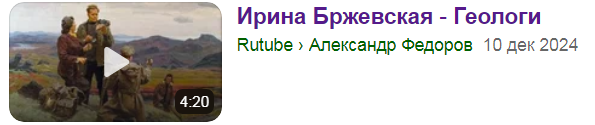 Ирина Бржевская - Геологи
Rutube › Александр Федоров 10 дек 2024
4:20